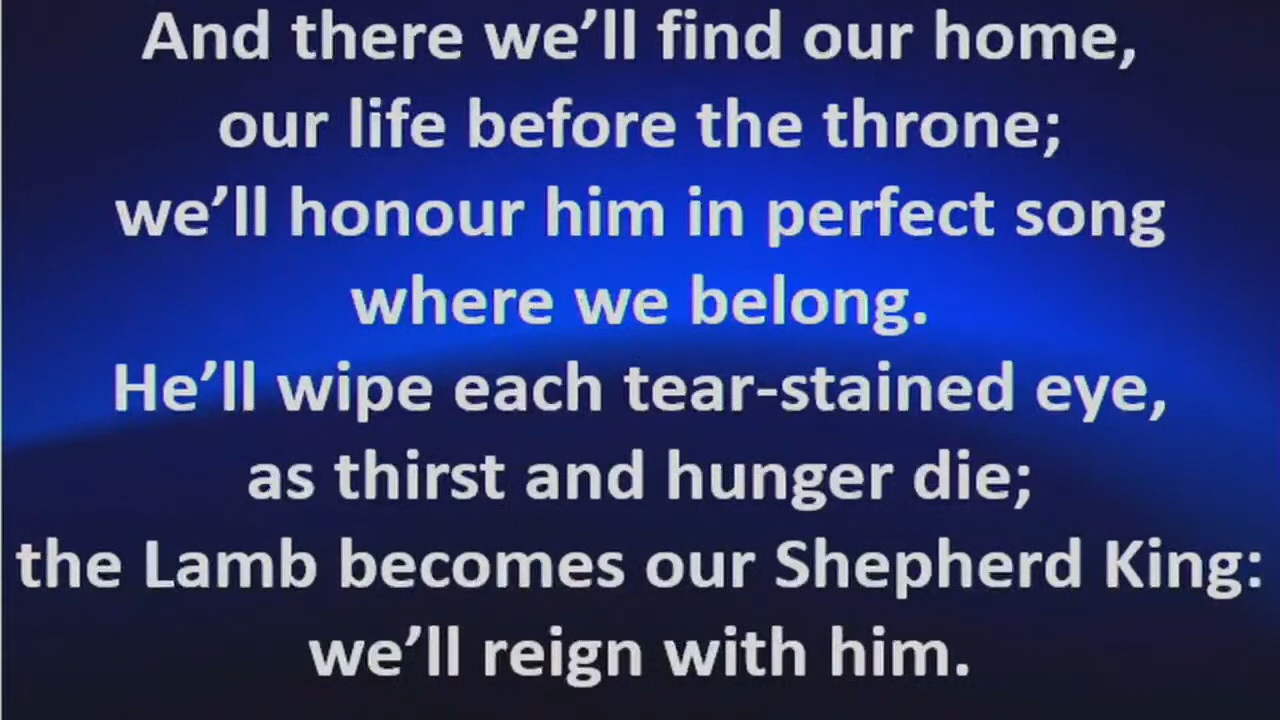 And there we’ll find our home,
our life before the throne;
we’ll honour him in perfect song
where we belong.
He’ll wipe each tear-stained eye,
as thirst and hunger die;
the Lamb becomes our Shepherd King:
we’ll reign with him.